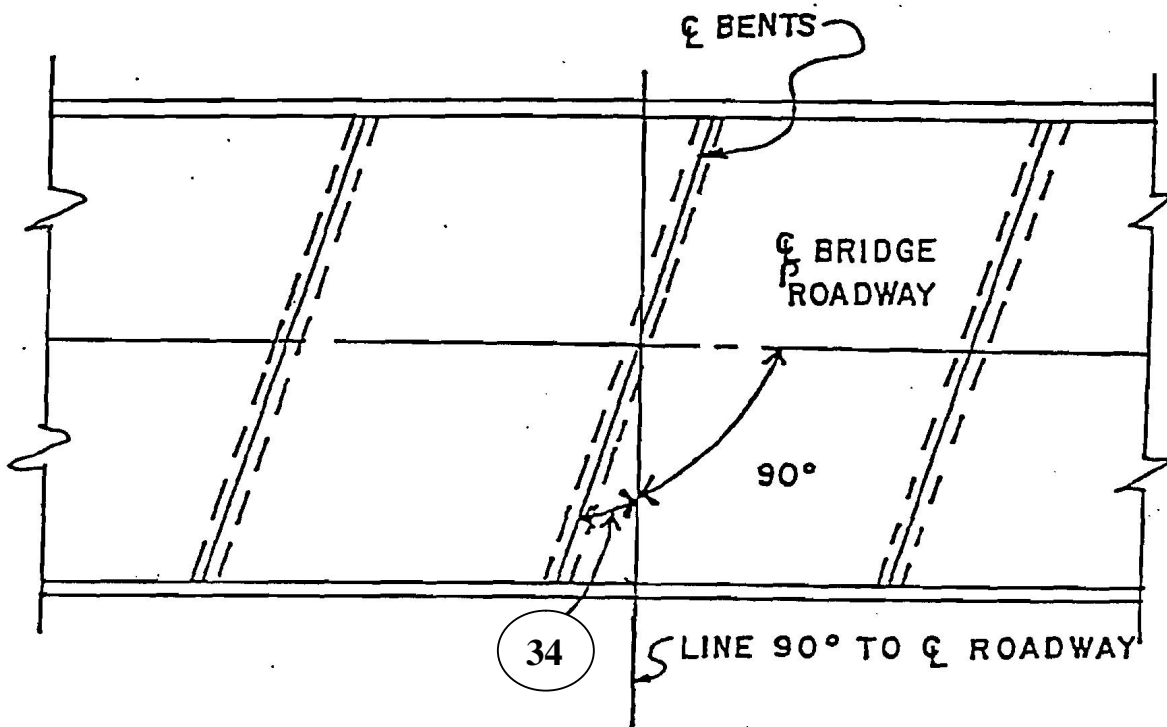 ℄ BENTS
℄ BRIDGE
ROADWAY
90°
34
LINE 90° TO ℄ ROADWAY